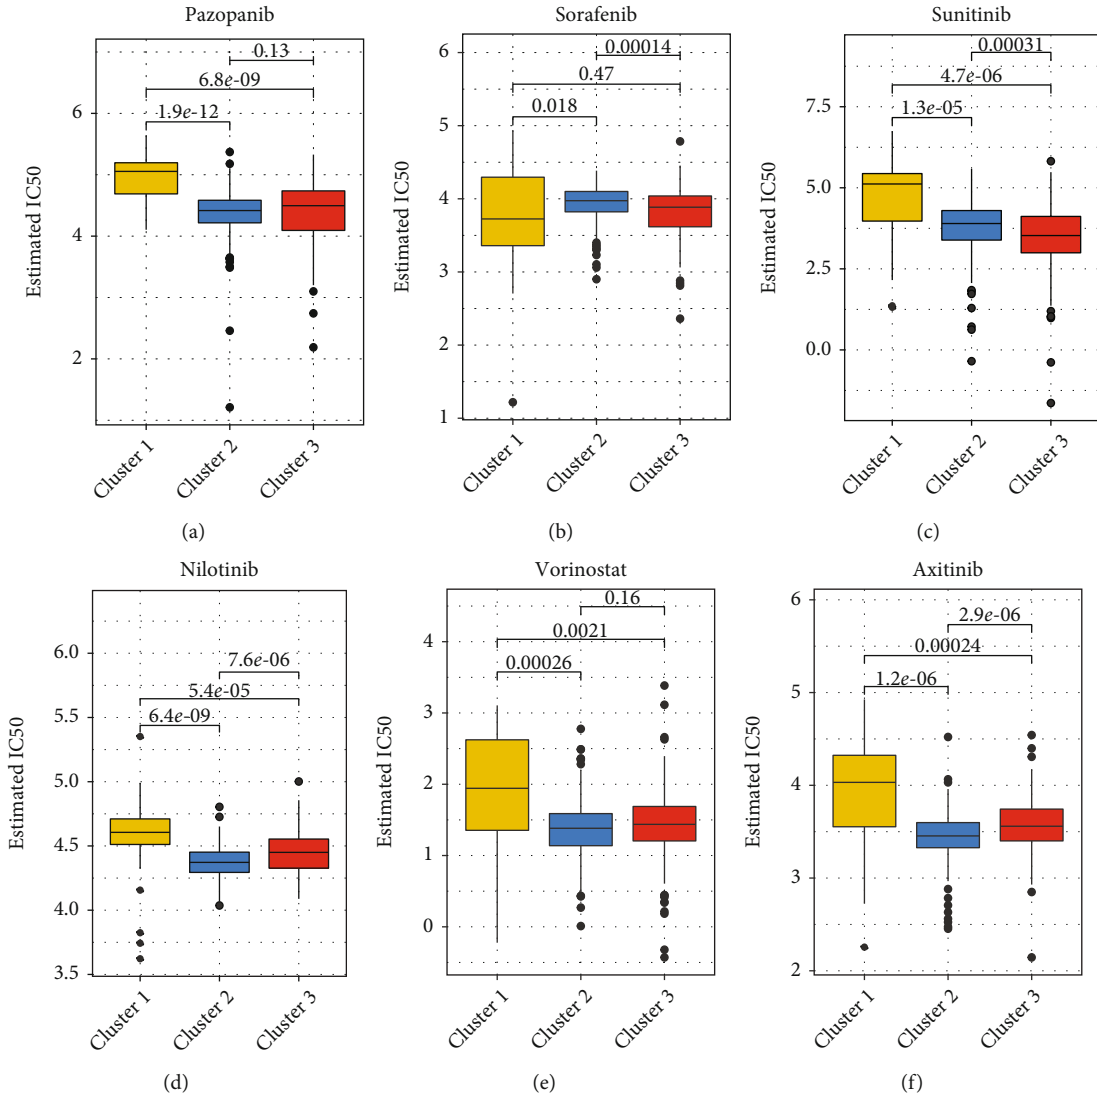 Pazopanib
Estimated IC50
6
4
2
0.13
6.8e-09
1.9e-12
Cluster 1
Cluster 2
Cluster 3
(a)
Sorafenib
Estimated IC50
6
5
4
3
2
1
0.00014
0.47
0.018
Cluster 1
Cluster 2
Cluster 3
(b)
Sunitinib
Estimated IC50
7.5
5.0
2.5
0.0
0.00031
4.7e-06
1.3e-05
Cluster 1
Cluster 2
Cluster 3
(c)
Nilotinib
Estimated IC50
6.0
5.5
5.0
4.5
4.0
3.5
7.6e-06
5.4e-05
6.4e-09
Cluster 1
Cluster 2
Cluster 3
(d)
Vorinostat
Estimated IC50
4
3
2
1
0
0.16
0.0021
0.00026
Cluster 1
Cluster 2
Cluster 3
(e)
Axitinib
Estimated IC50
6
5
4
3
2
2.9e-06
0.00024
1.2e-06
Cluster 1
Cluster 2
Cluster 3
(f)